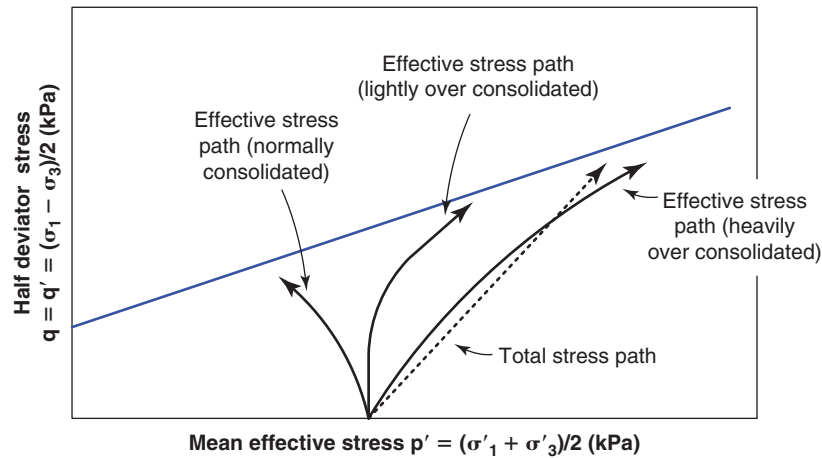 Effective stress path
(lightly over consolidated)
Effective stress
path (normally
consolidated)
Half deviator stress
q = q′ = (σ1 − σ3)/2 (kPa)
Effective stress
path (heavily
over consolidated)
Total stress path
Mean effective stress p′ = (σ′1 + σ′3)/2 (kPa)